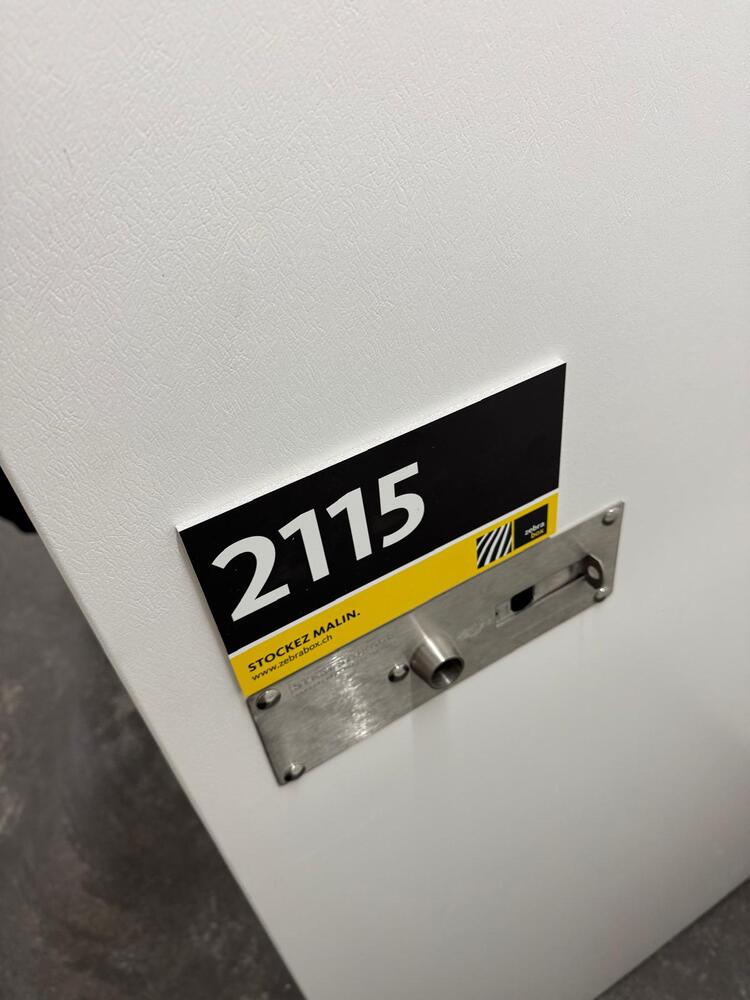 2115
zebra
box
STOCKEZ MALIN.
www.zebrabox.ch